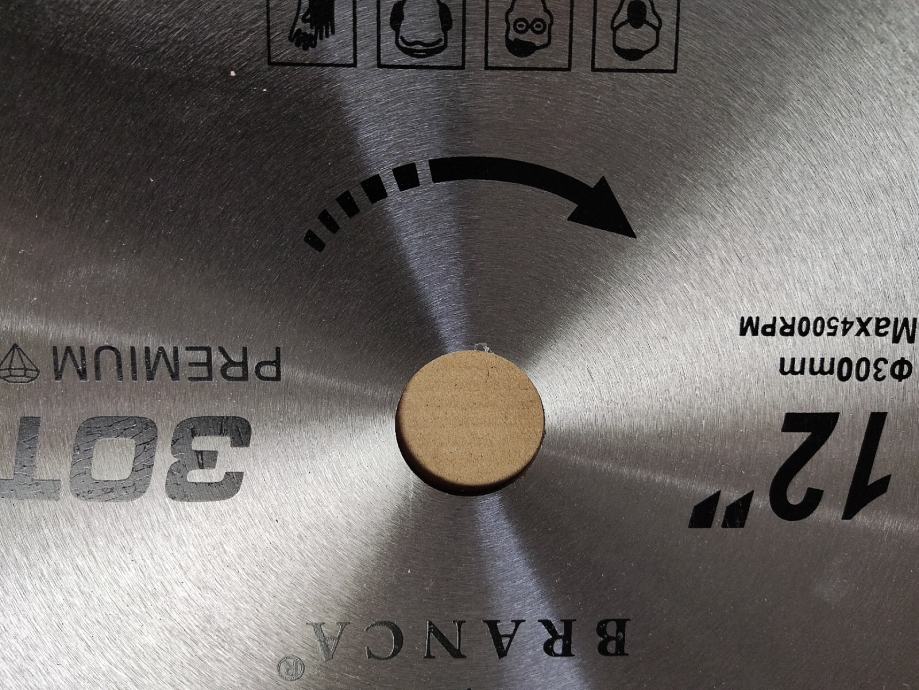 BRANCA®
12"
Φ300mm
Max4500RPM
30T
PREMIUM